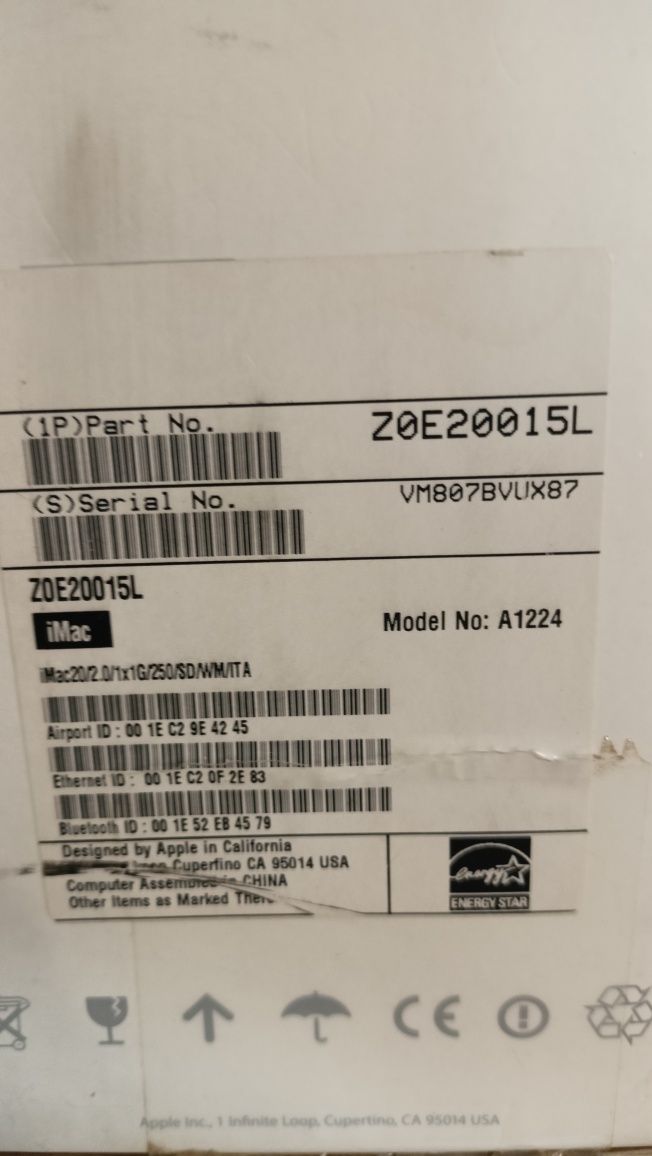 (1P)Part No. Z0E20015L
(S)Serial No. VM807BVUX87
Z0E20015L
iMac
Model No: A1224
iMac20/2.0/1x1G/250/SD/WM/ITA
Airport ID : 00 1E C2 9E 42 45
Ethernet ID : 00 1E C2 0F 2E 83
Bluetooth ID : 00 1E 52 EB 45 79
Designed by Apple in California
Cupertino CA 95014 USA
Computer Assembled in CHINA
Other Items as Marked
energy
ENERGY STAR
CE
Apple Inc., 1 Infinite Loop, Cupertino, CA 95014 USA